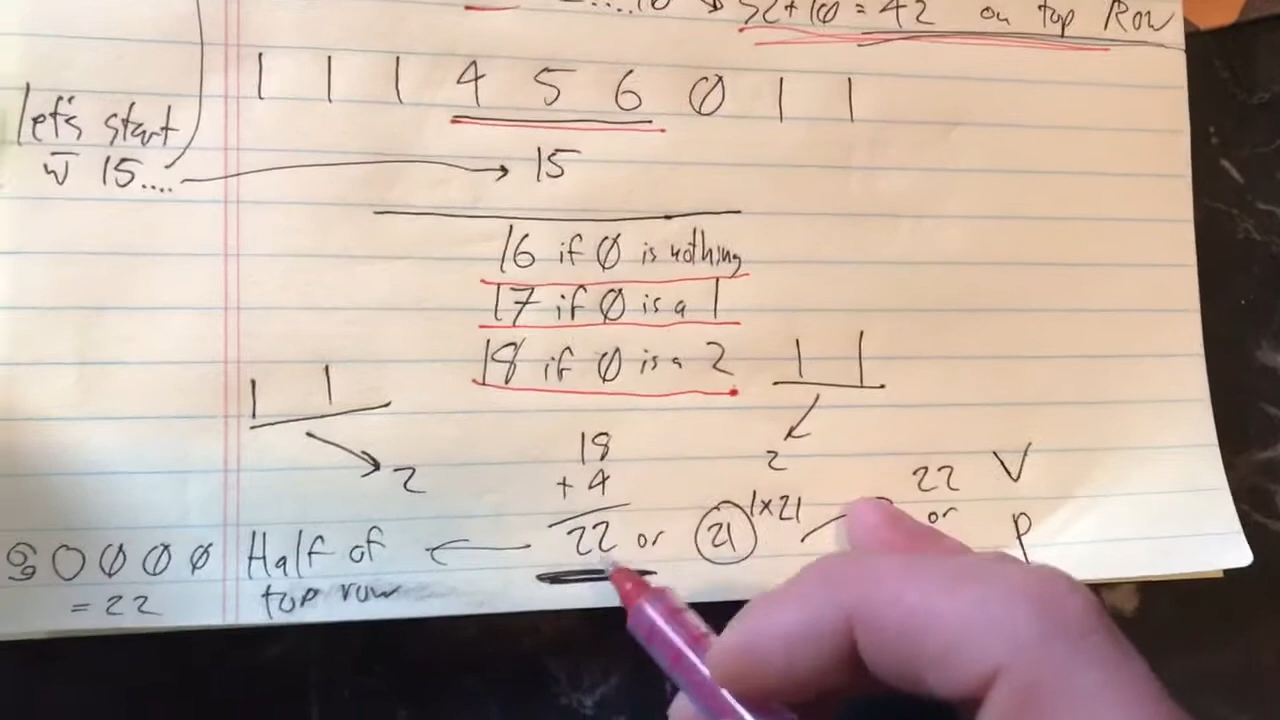 32+10 = 42 on top Row
1 1 1 4 5 6 Ø 1 1
let's start
w̄ 15....
15
16 if Ø is nothing
17 if Ø is a 1
18 if Ø is a 2
1 1
1 1
2
2
18
+ 4
22 or 21 1x21
22 V
or P
Half of
top row
O Ø Ø Ø
= 22